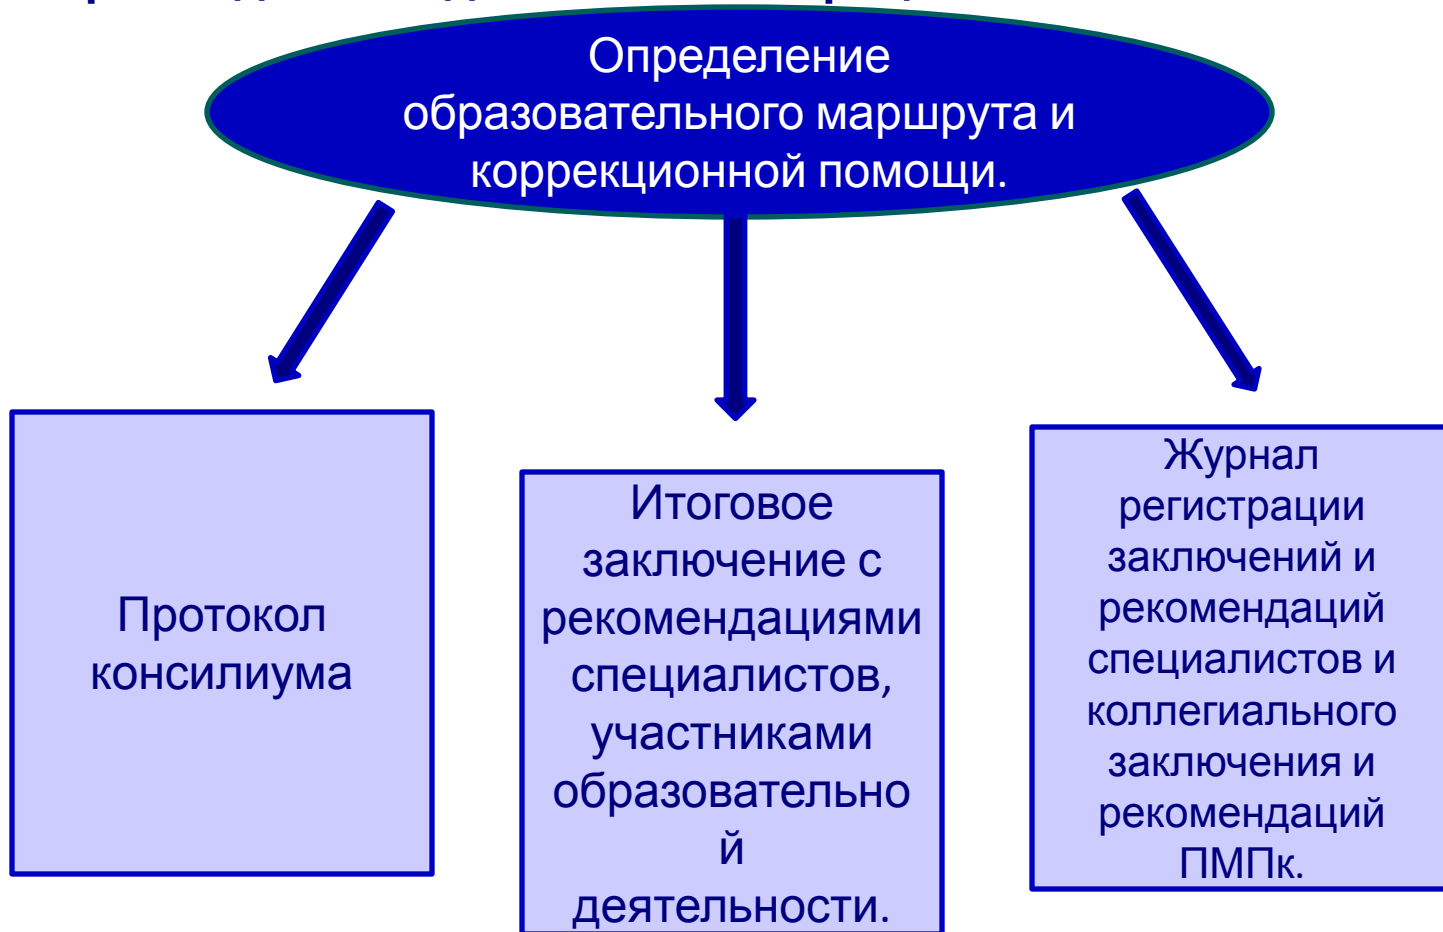 Определение
образовательного маршрута и
коррекционной помощи.
Протокол
консилиума
Итоговое
заключение с
рекомендациями
специалистов,
участниками
образовательно
й
деятельности.
Журнал
регистрации
заключений и
рекомендаций
специалистов и
коллегиального
заключения и
рекомендаций
ПМПк.